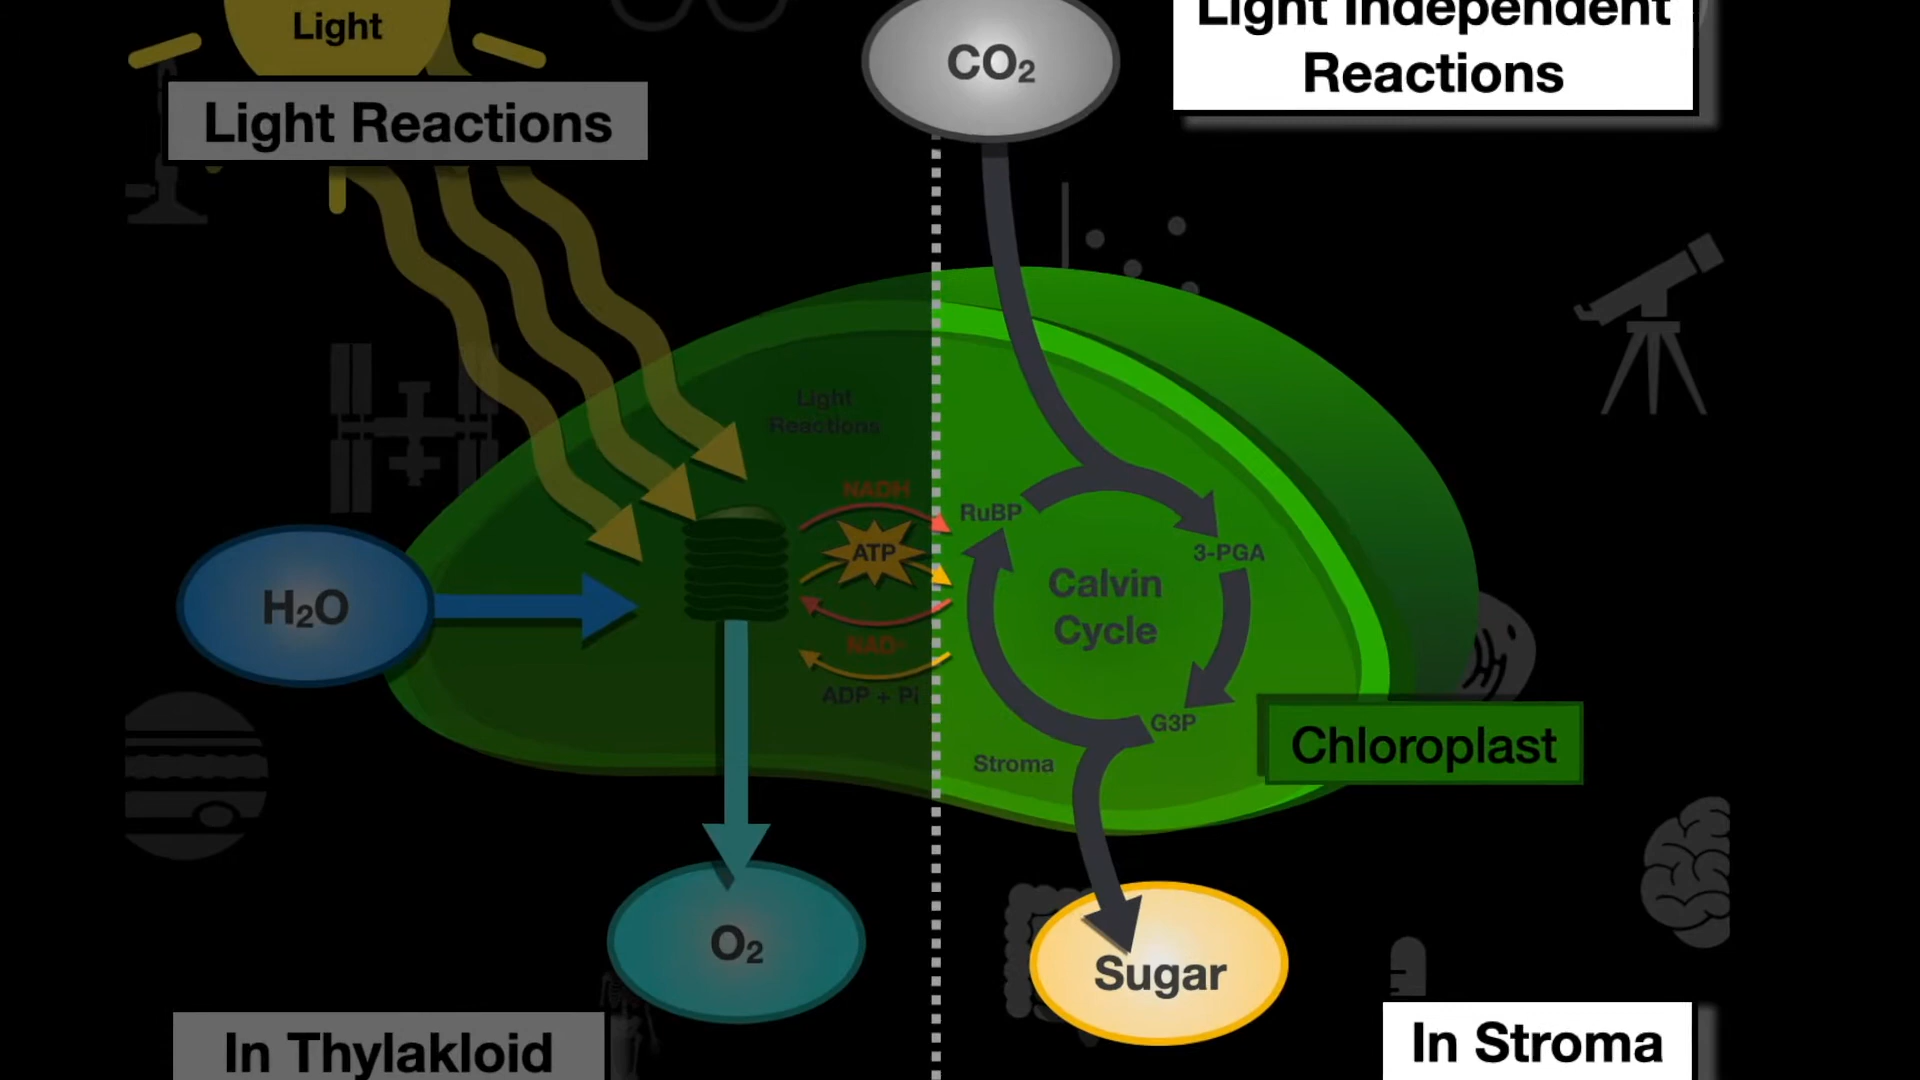 Light
Light Reactions
CO₂
Light Independent
Reactions
Light
Reactions
NADH
ATP
NAD+
ADP + Pi
H₂O
RuBP
3-PGA
Calvin
Cycle
G3P
Stroma
Chloroplast
O₂
Sugar
In Thylakloid
In Stroma